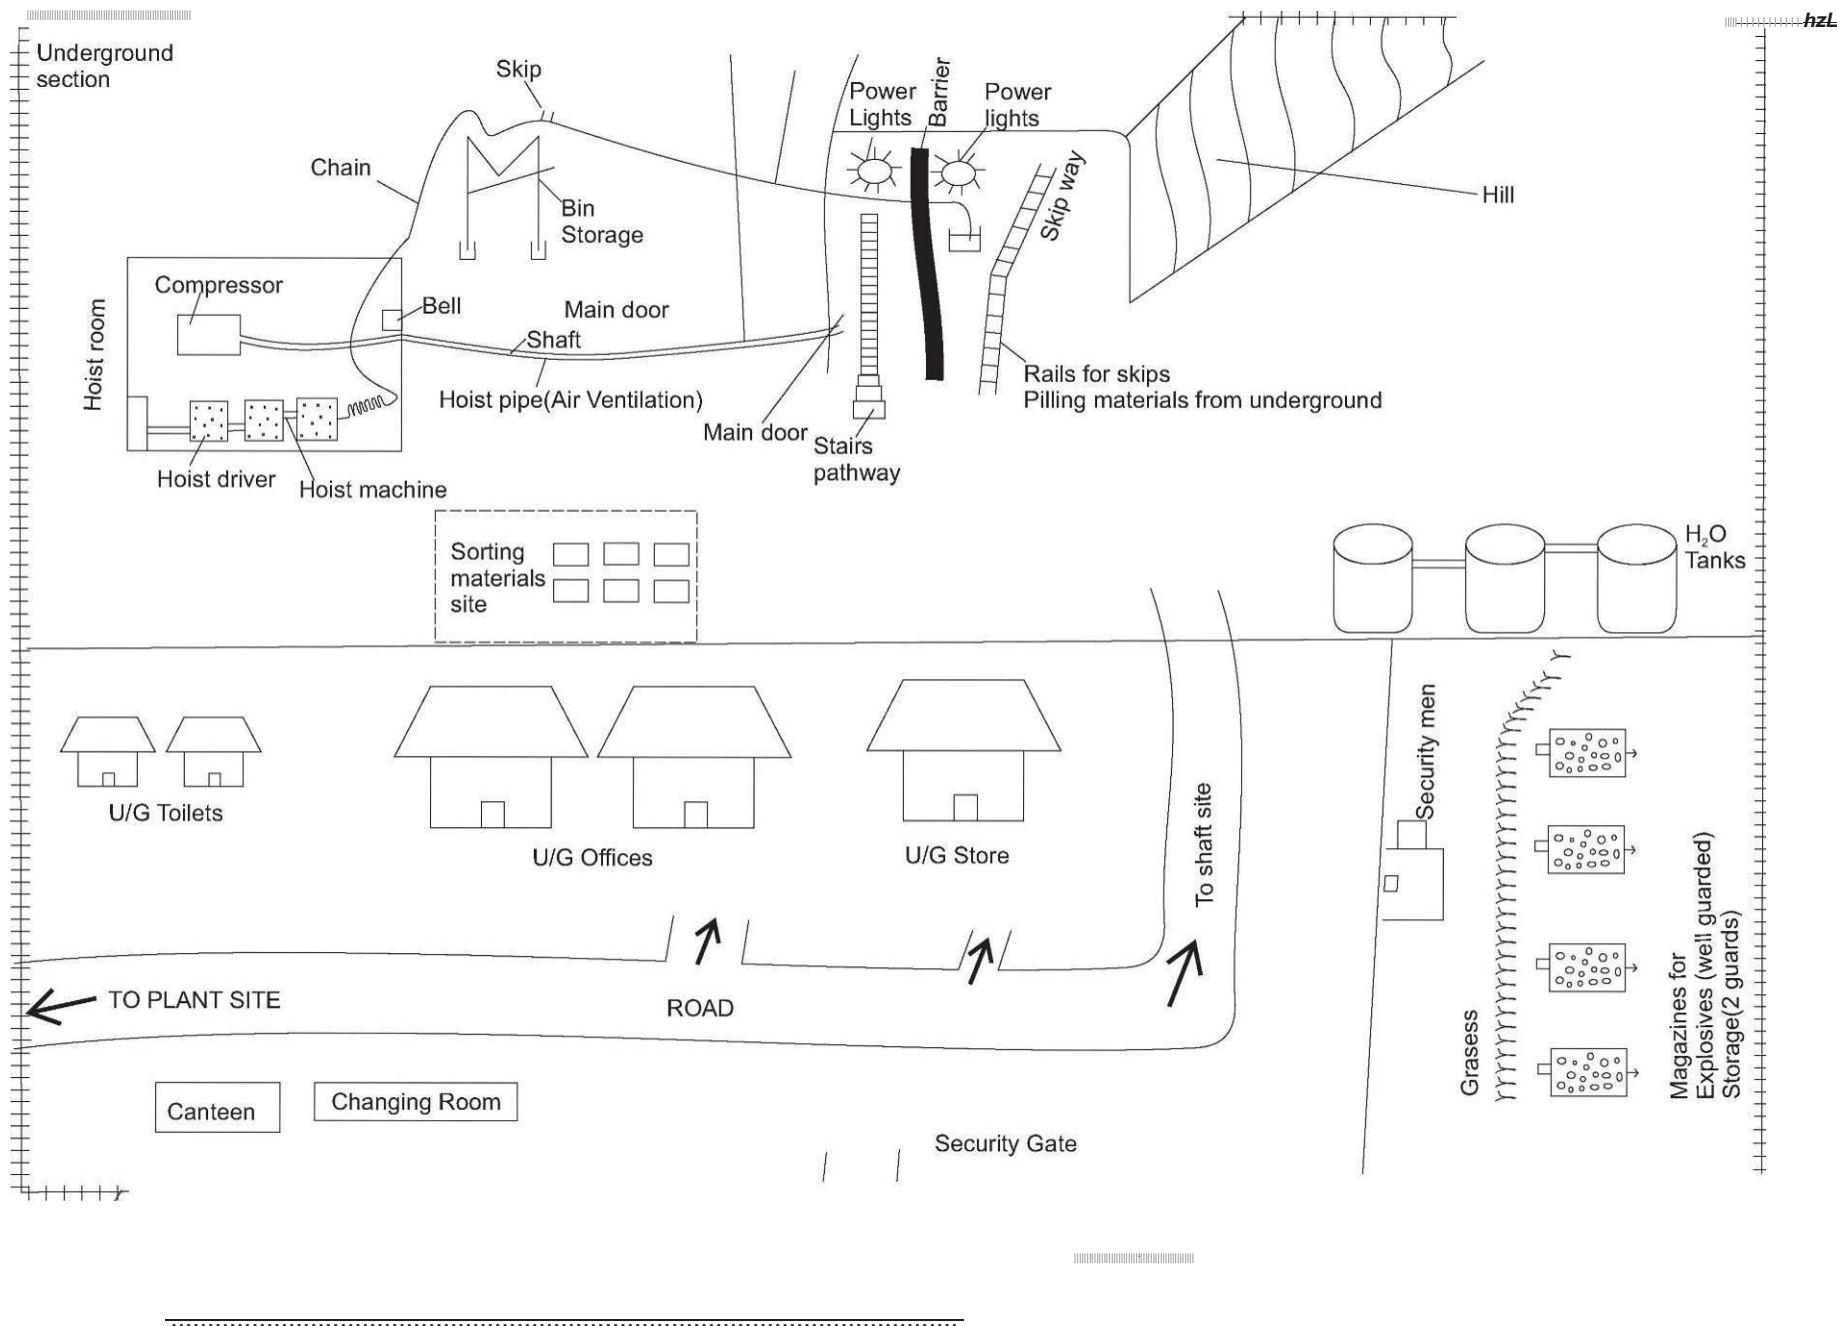 hzL
Underground
section
Skip
Power
Lights
Barrier
Power
lights
Chain
Skip way
Hill
Bin
Storage
Compressor
Bell
Main door
Shaft
Hoist room
Rails for skips
Hoist pipe(Air Ventilation)
Pilling materials from underground
Main door
Stairs
pathway
Hoist driver
Hoist machine
Sorting
materials
site
H₂O
Tanks
Security men
U/G Toilets
U/G Offices
U/G Store
To shaft site
TO PLANT SITE
ROAD
Grasess
Magazines for
Explosives (well guarded)
Storage(2 guards)
Canteen
Changing Room
Security Gate